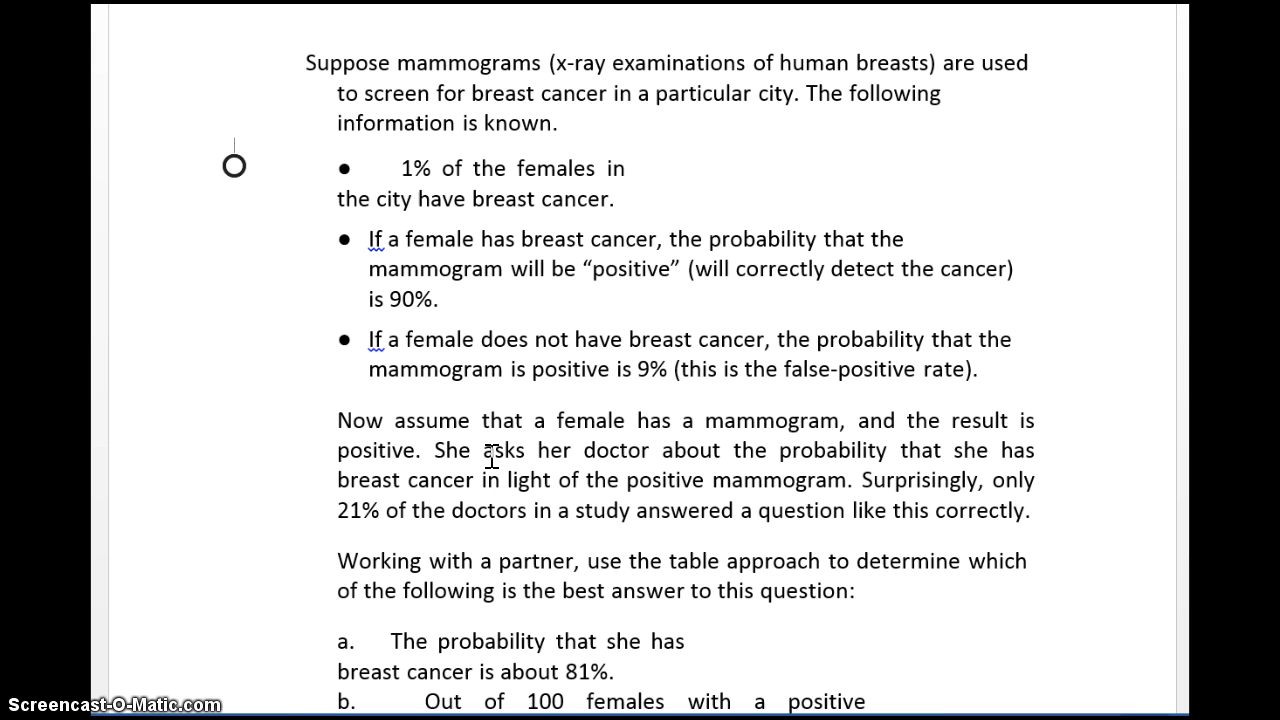 Suppose mammograms (x-ray examinations of human breasts) are used
to screen for breast cancer in a particular city. The following
information is known.
● 1% of the females in
the city have breast cancer.
● If a female has breast cancer, the probability that the
mammogram will be “positive” (will correctly detect the cancer)
is 90%.
● If a female does not have breast cancer, the probability that the
mammogram is positive is 9% (this is the false-positive rate).
Now assume that a female has a mammogram, and the result is
positive. She asks her doctor about the probability that she has
breast cancer in light of the positive mammogram. Surprisingly, only
21% of the doctors in a study answered a question like this correctly.
Working with a partner, use the table approach to determine which
of the following is the best answer to this question:
a. The probability that she has
breast cancer is about 81%.
b. Out of 100 females with a positive
Screencast-O-Matic.com